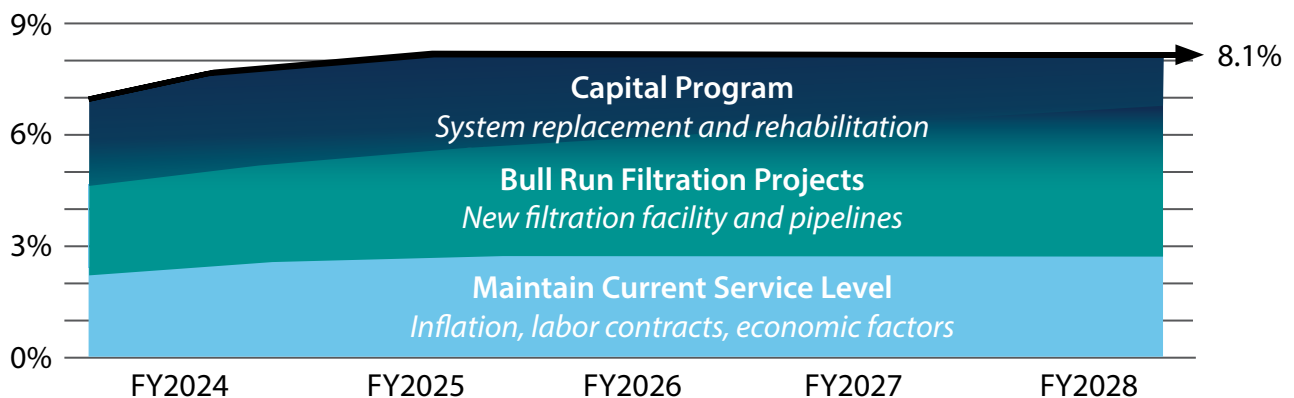 9%
8.1%
Capital Program
System replacement and rehabilitation
6%
Bull Run Filtration Projects
New filtration facility and pipelines
3%
Maintain Current Service Level
Inflation, labor contracts, economic factors
0%
FY2024 FY2025 FY2026 FY2027 FY2028